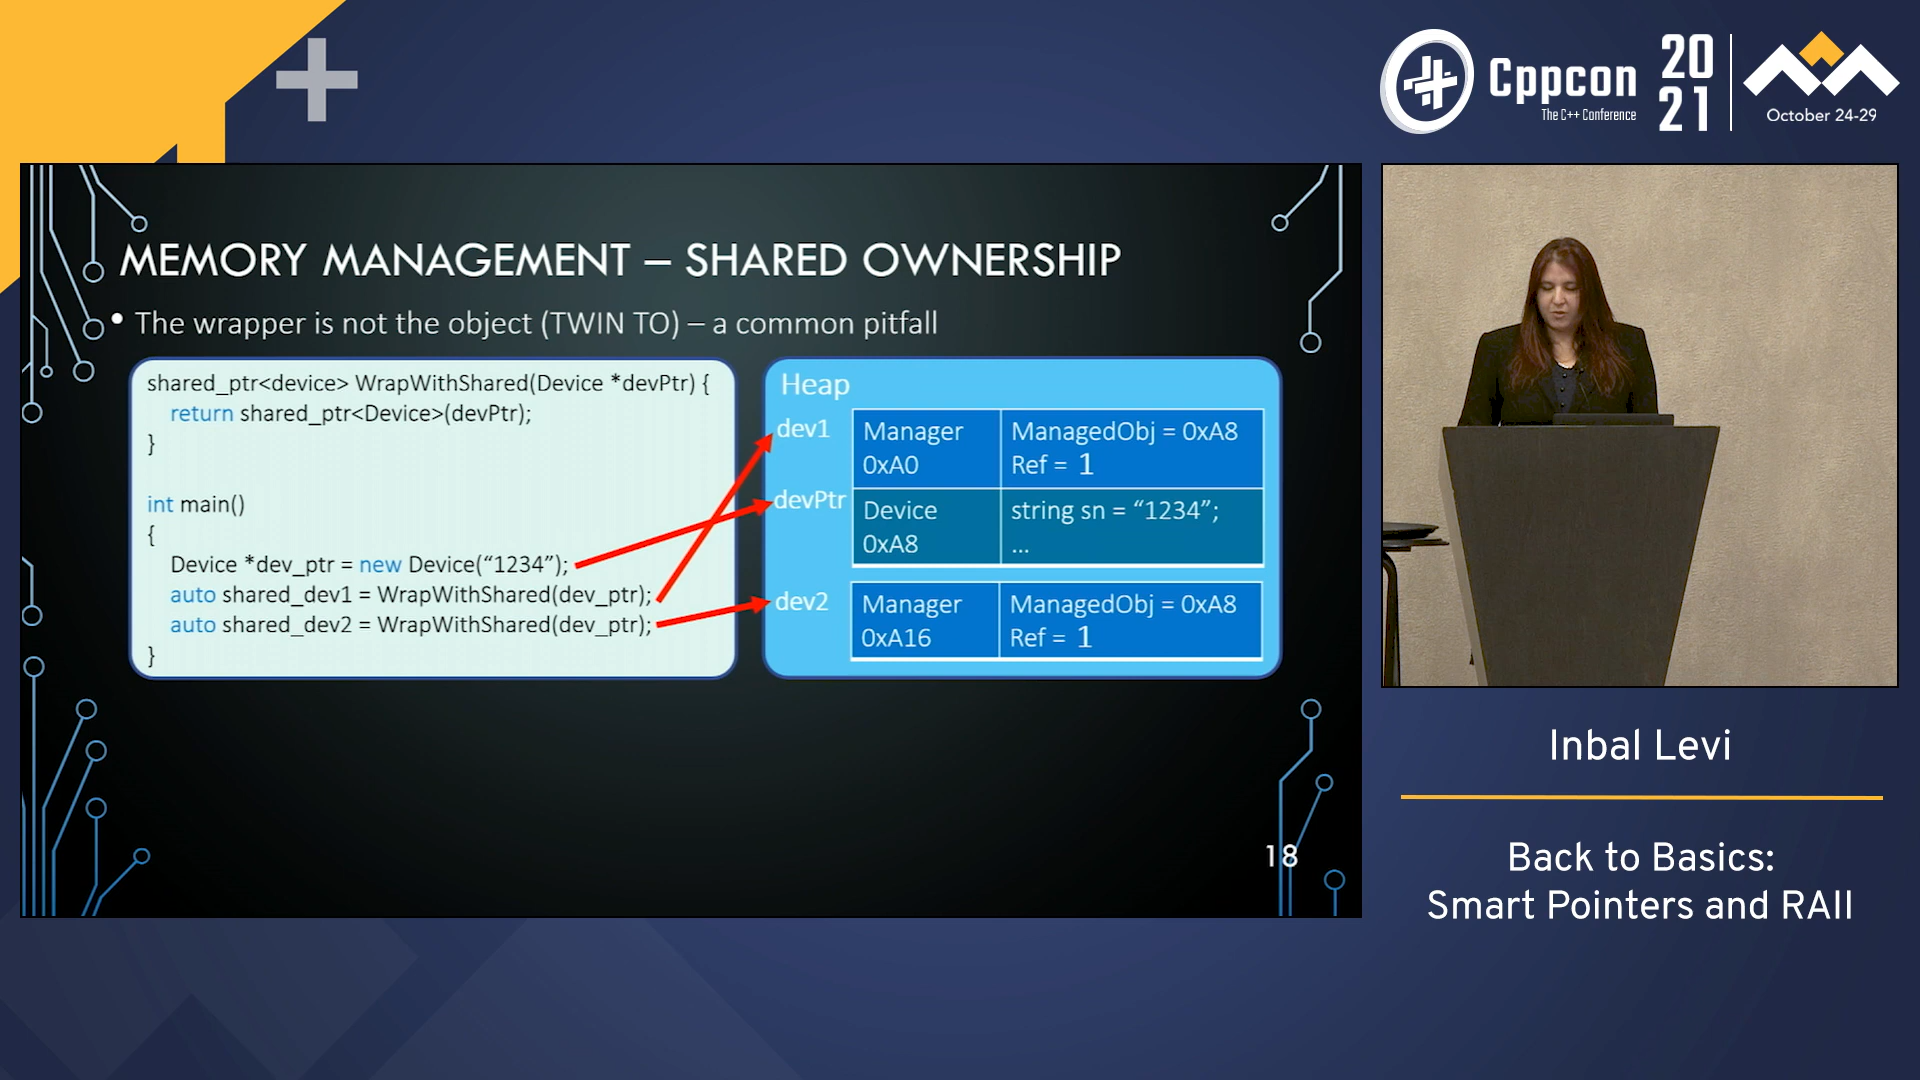 Cppcon
The C++ Conference
20
21
October 24-29
MEMORY MANAGEMENT – SHARED OWNERSHIP
• The wrapper is not the object (TWIN TO) – a common pitfall
shared_ptr<device> WrapWithShared(Device *devPtr) {
return shared_ptr<Device>(devPtr);
}
int main()
{
Device *dev_ptr = new Device(“1234”);
auto shared_dev1 = WrapWithShared(dev_ptr);
auto shared_dev2 = WrapWithShared(dev_ptr);
}
Heap
dev1
Manager
0xA0
ManagedObj = 0xA8
Ref = 1
devPtr
Device
0xA8
string sn = “1234”;
...
dev2
Manager
0xA16
ManagedObj = 0xA8
Ref = 1
18
Inbal Levi
Back to Basics:
Smart Pointers and RAII